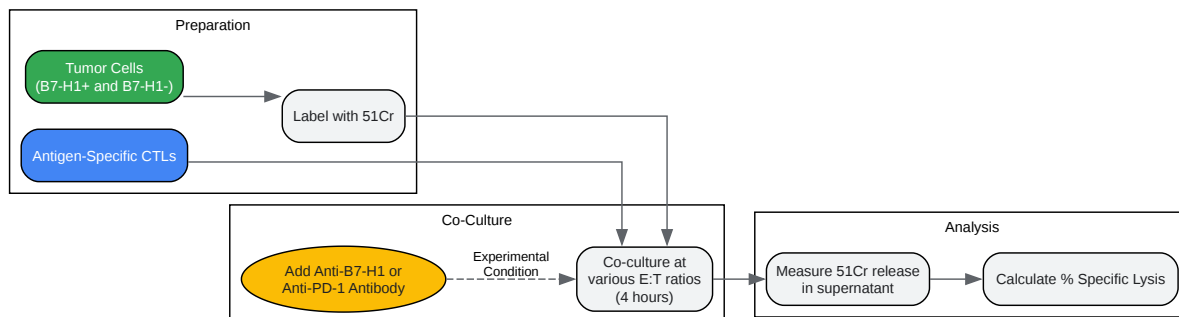 Preparation
Tumor Cells
(B7-H1+ and B7-H1-)
Label with 51Cr
Antigen-Specific CTLs
Co-Culture
Add Anti-B7-H1 or
Anti-PD-1 Antibody
Experimental
Condition
Co-culture at
various E:T ratios
(4 hours)
Analysis
Measure 51Cr release
in supernatant
Calculate % Specific Lysis